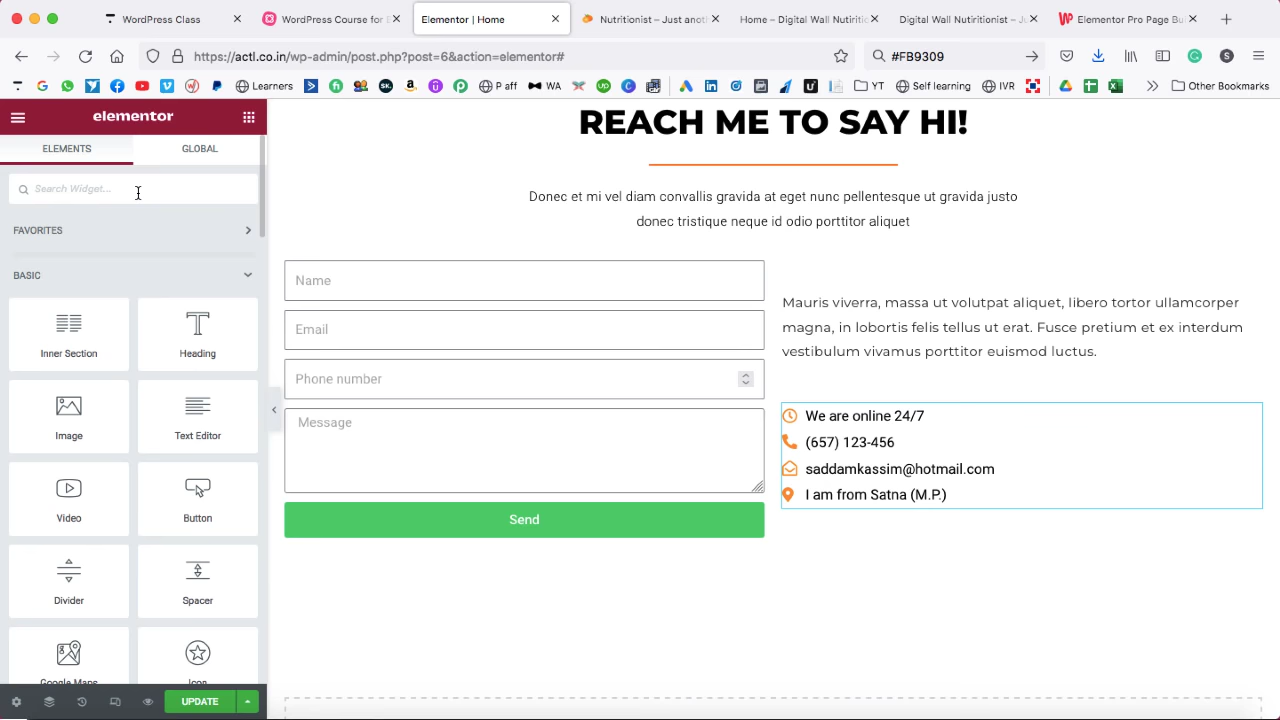 WordPress Class
WordPress Course for B
Elementor | Home
Nutritionist – Just anoth
Home – Digital Wall Nutiritic
Digital Wall Nutiritionist – Ju
Elementor Pro Page Bu
https://actl.co.in/wp-admin/post.php?post=6&action=elementor#
#FB9309
S
Learners
P aff
WA
YT
Self learning
IVR
Other Bookmarks
elementor
ELEMENTS
GLOBAL
Search Widget...
FAVORITES
BASIC
Inner Section
Heading
Image
Text Editor
Video
Button
Divider
Spacer
Google Maps
Icon
UPDATE
REACH ME TO SAY HI!
Donec et mi vel diam convallis gravida at eget nunc pellentesque ut gravida justo
donec tristique neque id odio porttitor aliquet
Name
Email
Phone number
Message
Send
Mauris viverra, massa ut volutpat aliquet, libero tortor ullamcorper
magna, in lobortis felis tellus ut erat. Fusce pretium et ex interdum
vestibulum vivamus porttitor euismod luctus.
We are online 24/7
(657) 123-456
saddamkassim@hotmail.com
I am from Satna (M.P.)